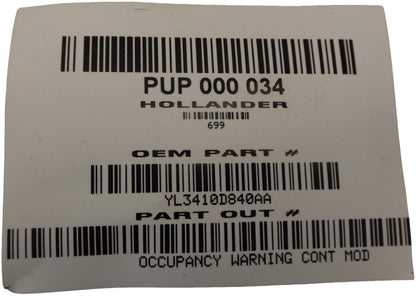 PUP 000 034
HOLLANDER
699
OEM PART #
YL3410D840AA
PART OUT #
OCCUPANCY WARNING CONT MOD